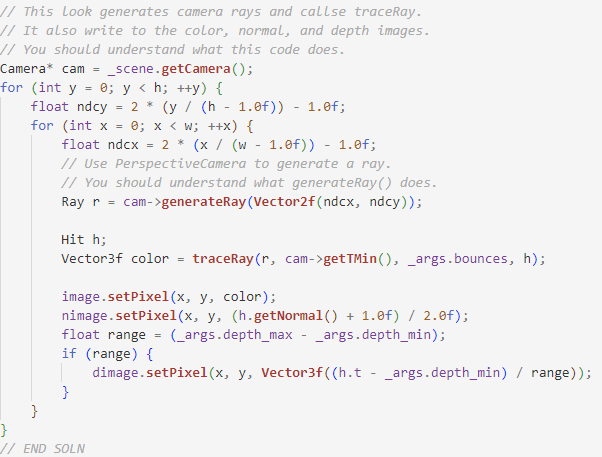 // This look generates camera rays and callse traceRay.
// It also write to the color, normal, and depth images.
// You should understand what this code does.
Camera* cam = _scene.getCamera();
for (int y = 0; y < h; ++y) {
    float ndcy = 2 * (y / (h - 1.0f)) - 1.0f;
    for (int x = 0; x < w; ++x) {
        float ndcx = 2 * (x / (w - 1.0f)) - 1.0f;
        // Use PerspectiveCamera to generate a ray.
        // You should understand what generateRay() does.
        Ray r = cam->generateRay(Vector2f(ndcx, ndcy));

        Hit h;
        Vector3f color = traceRay(r, cam->getTMin(), _args.bounces, h);

        image.setPixel(x, y, color);
        nimage.setPixel(x, y, (h.getNormal() + 1.0f) / 2.0f);
        float range = (_args.depth_max - _args.depth_min);
        if (range) {
            dimage.setPixel(x, y, Vector3f((h.t - _args.depth_min) / range));
        }
    }
}
// END SOLN